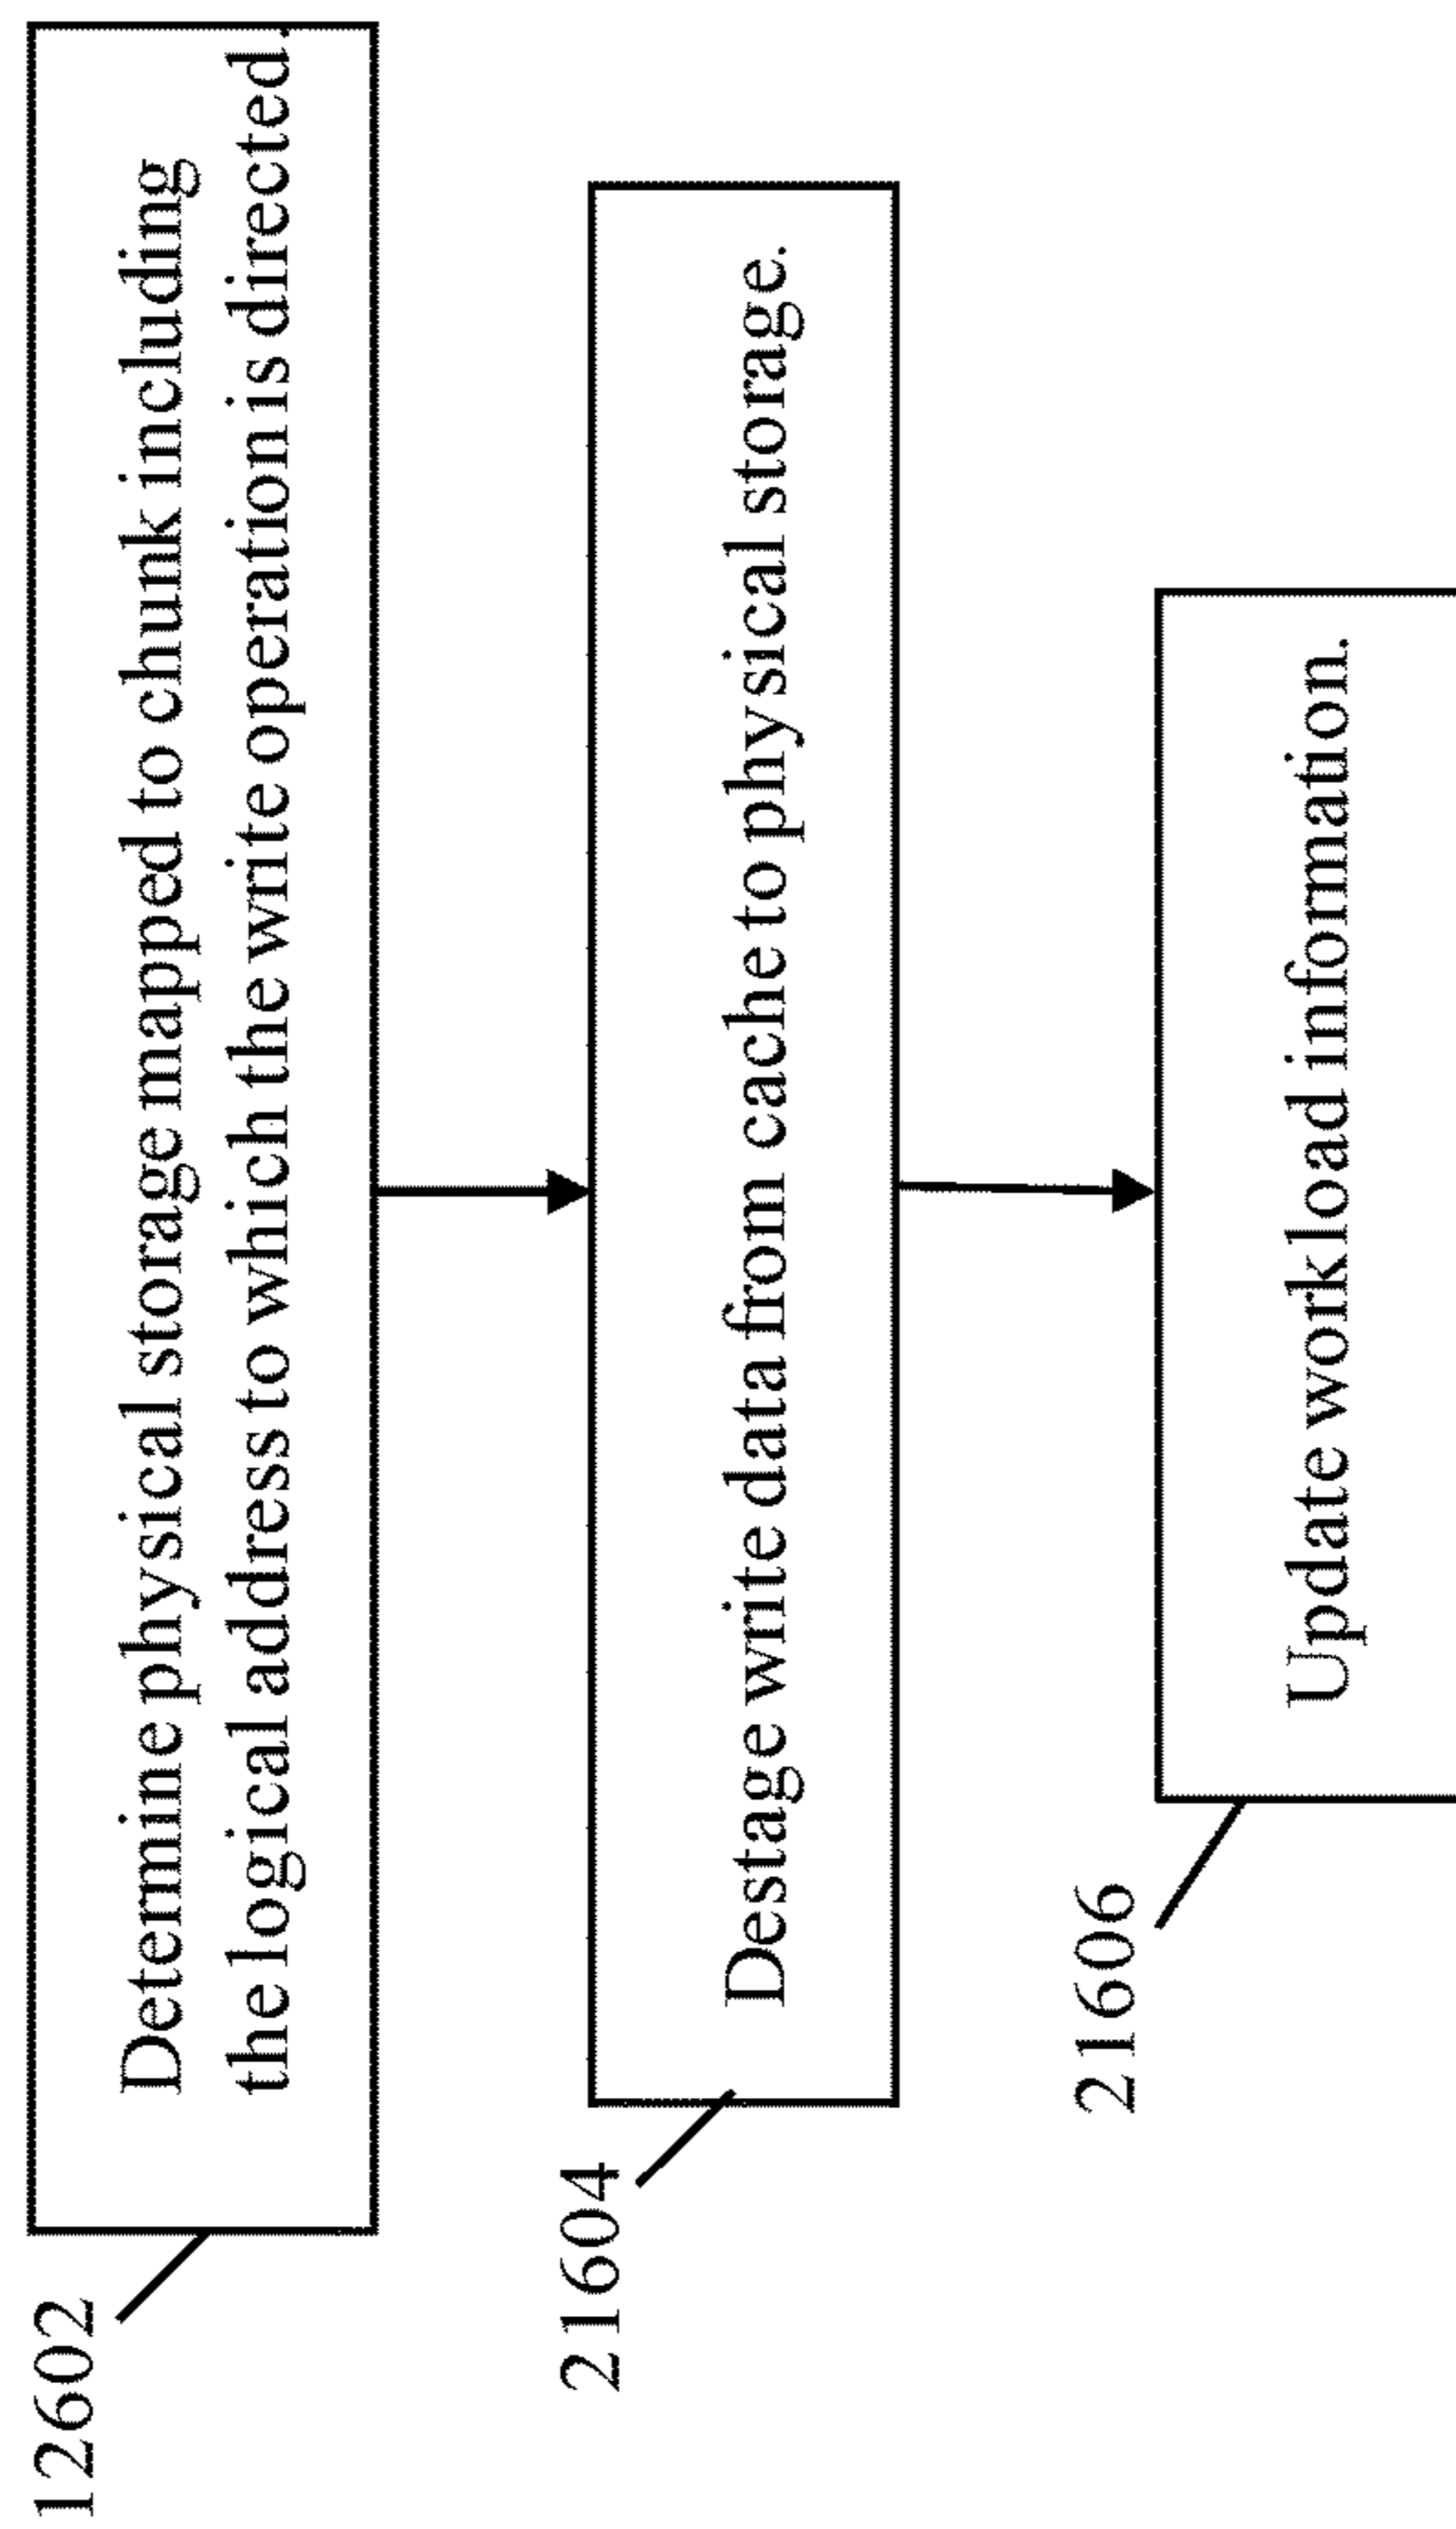 12602
Determine physical storage mapped to chunk including
the logical address to which the write operation is directed.
21604
Destage write data from cache to physical storage.
21606
Update workload information.